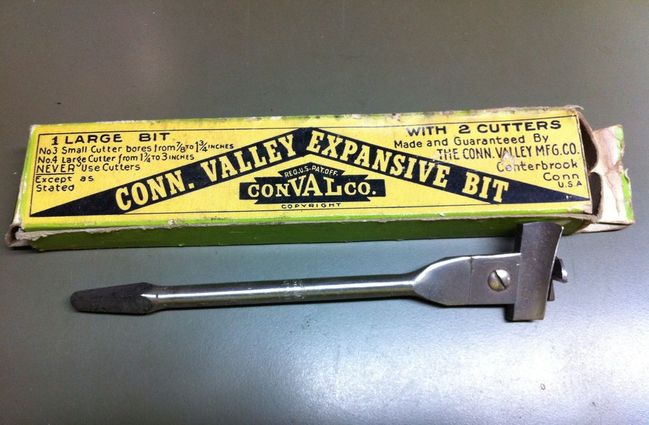 1 LARGE BIT
No3 Small Cutter bores from 7/8 TO 1 3/4 INCHES
No.4 Large Cutter from 1 1/4 TO 3 INCHES
NEVER Use Cutters
Except as
Stated
CONN. VALLEY EXPANSIVE BIT
REG.U.S.PAT.OFF.
CONVALCO.
COPYRIGHT
WITH 2 CUTTERS
Made and Guaranteed By
THE CONN. VALLEY MFG. CO.
Centerbrook
Conn
U.S.A